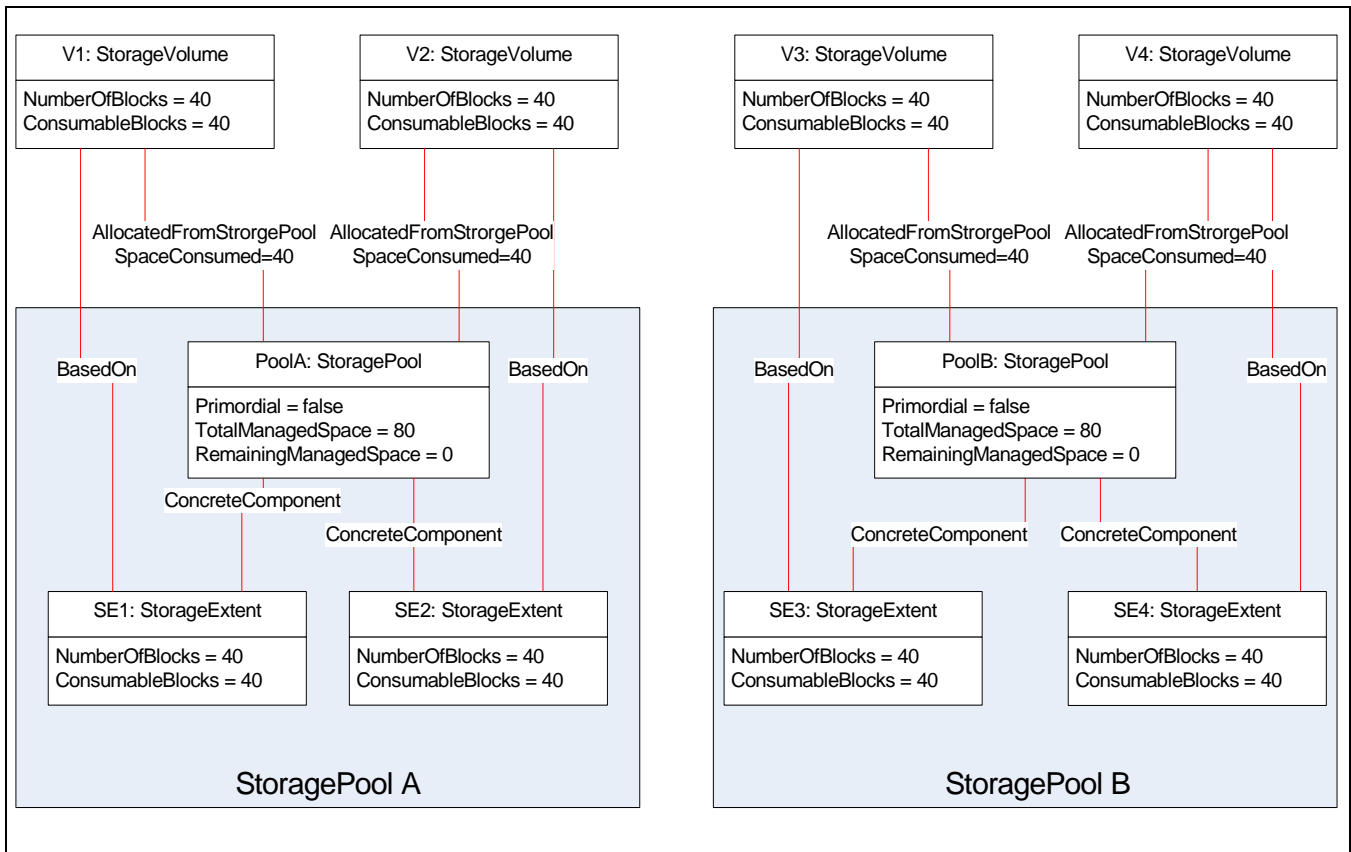 V1: StorageVolume
NumberOfBlocks = 40
ConsumableBlocks = 40
V2: StorageVolume
NumberOfBlocks = 40
ConsumableBlocks = 40
V3: StorageVolume
NumberOfBlocks = 40
ConsumableBlocks = 40
V4: StorageVolume
NumberOfBlocks = 40
ConsumableBlocks = 40
AllocatedFromStrorgePool
SpaceConsumed=40
AllocatedFromStrorgePool
SpaceConsumed=40
AllocatedFromStrorgePool
SpaceConsumed=40
AllocatedFromStrorgePool
SpaceConsumed=40
BasedOn
PoolA: StoragePool
Primordial = false
TotalManagedSpace = 80
RemainingManagedSpace = 0
BasedOn
BasedOn
PoolB: StoragePool
Primordial = false
TotalManagedSpace = 80
RemainingManagedSpace = 0
BasedOn
ConcreteComponent
ConcreteComponent
ConcreteComponent
ConcreteComponent
SE1: StorageExtent
NumberOfBlocks = 40
ConsumableBlocks = 40
SE2: StorageExtent
NumberOfBlocks = 40
ConsumableBlocks = 40
SE3: StorageExtent
NumberOfBlocks = 40
ConsumableBlocks = 40
SE4: StorageExtent
NumberOfBlocks = 40
ConsumableBlocks = 40
StoragePool A
StoragePool B